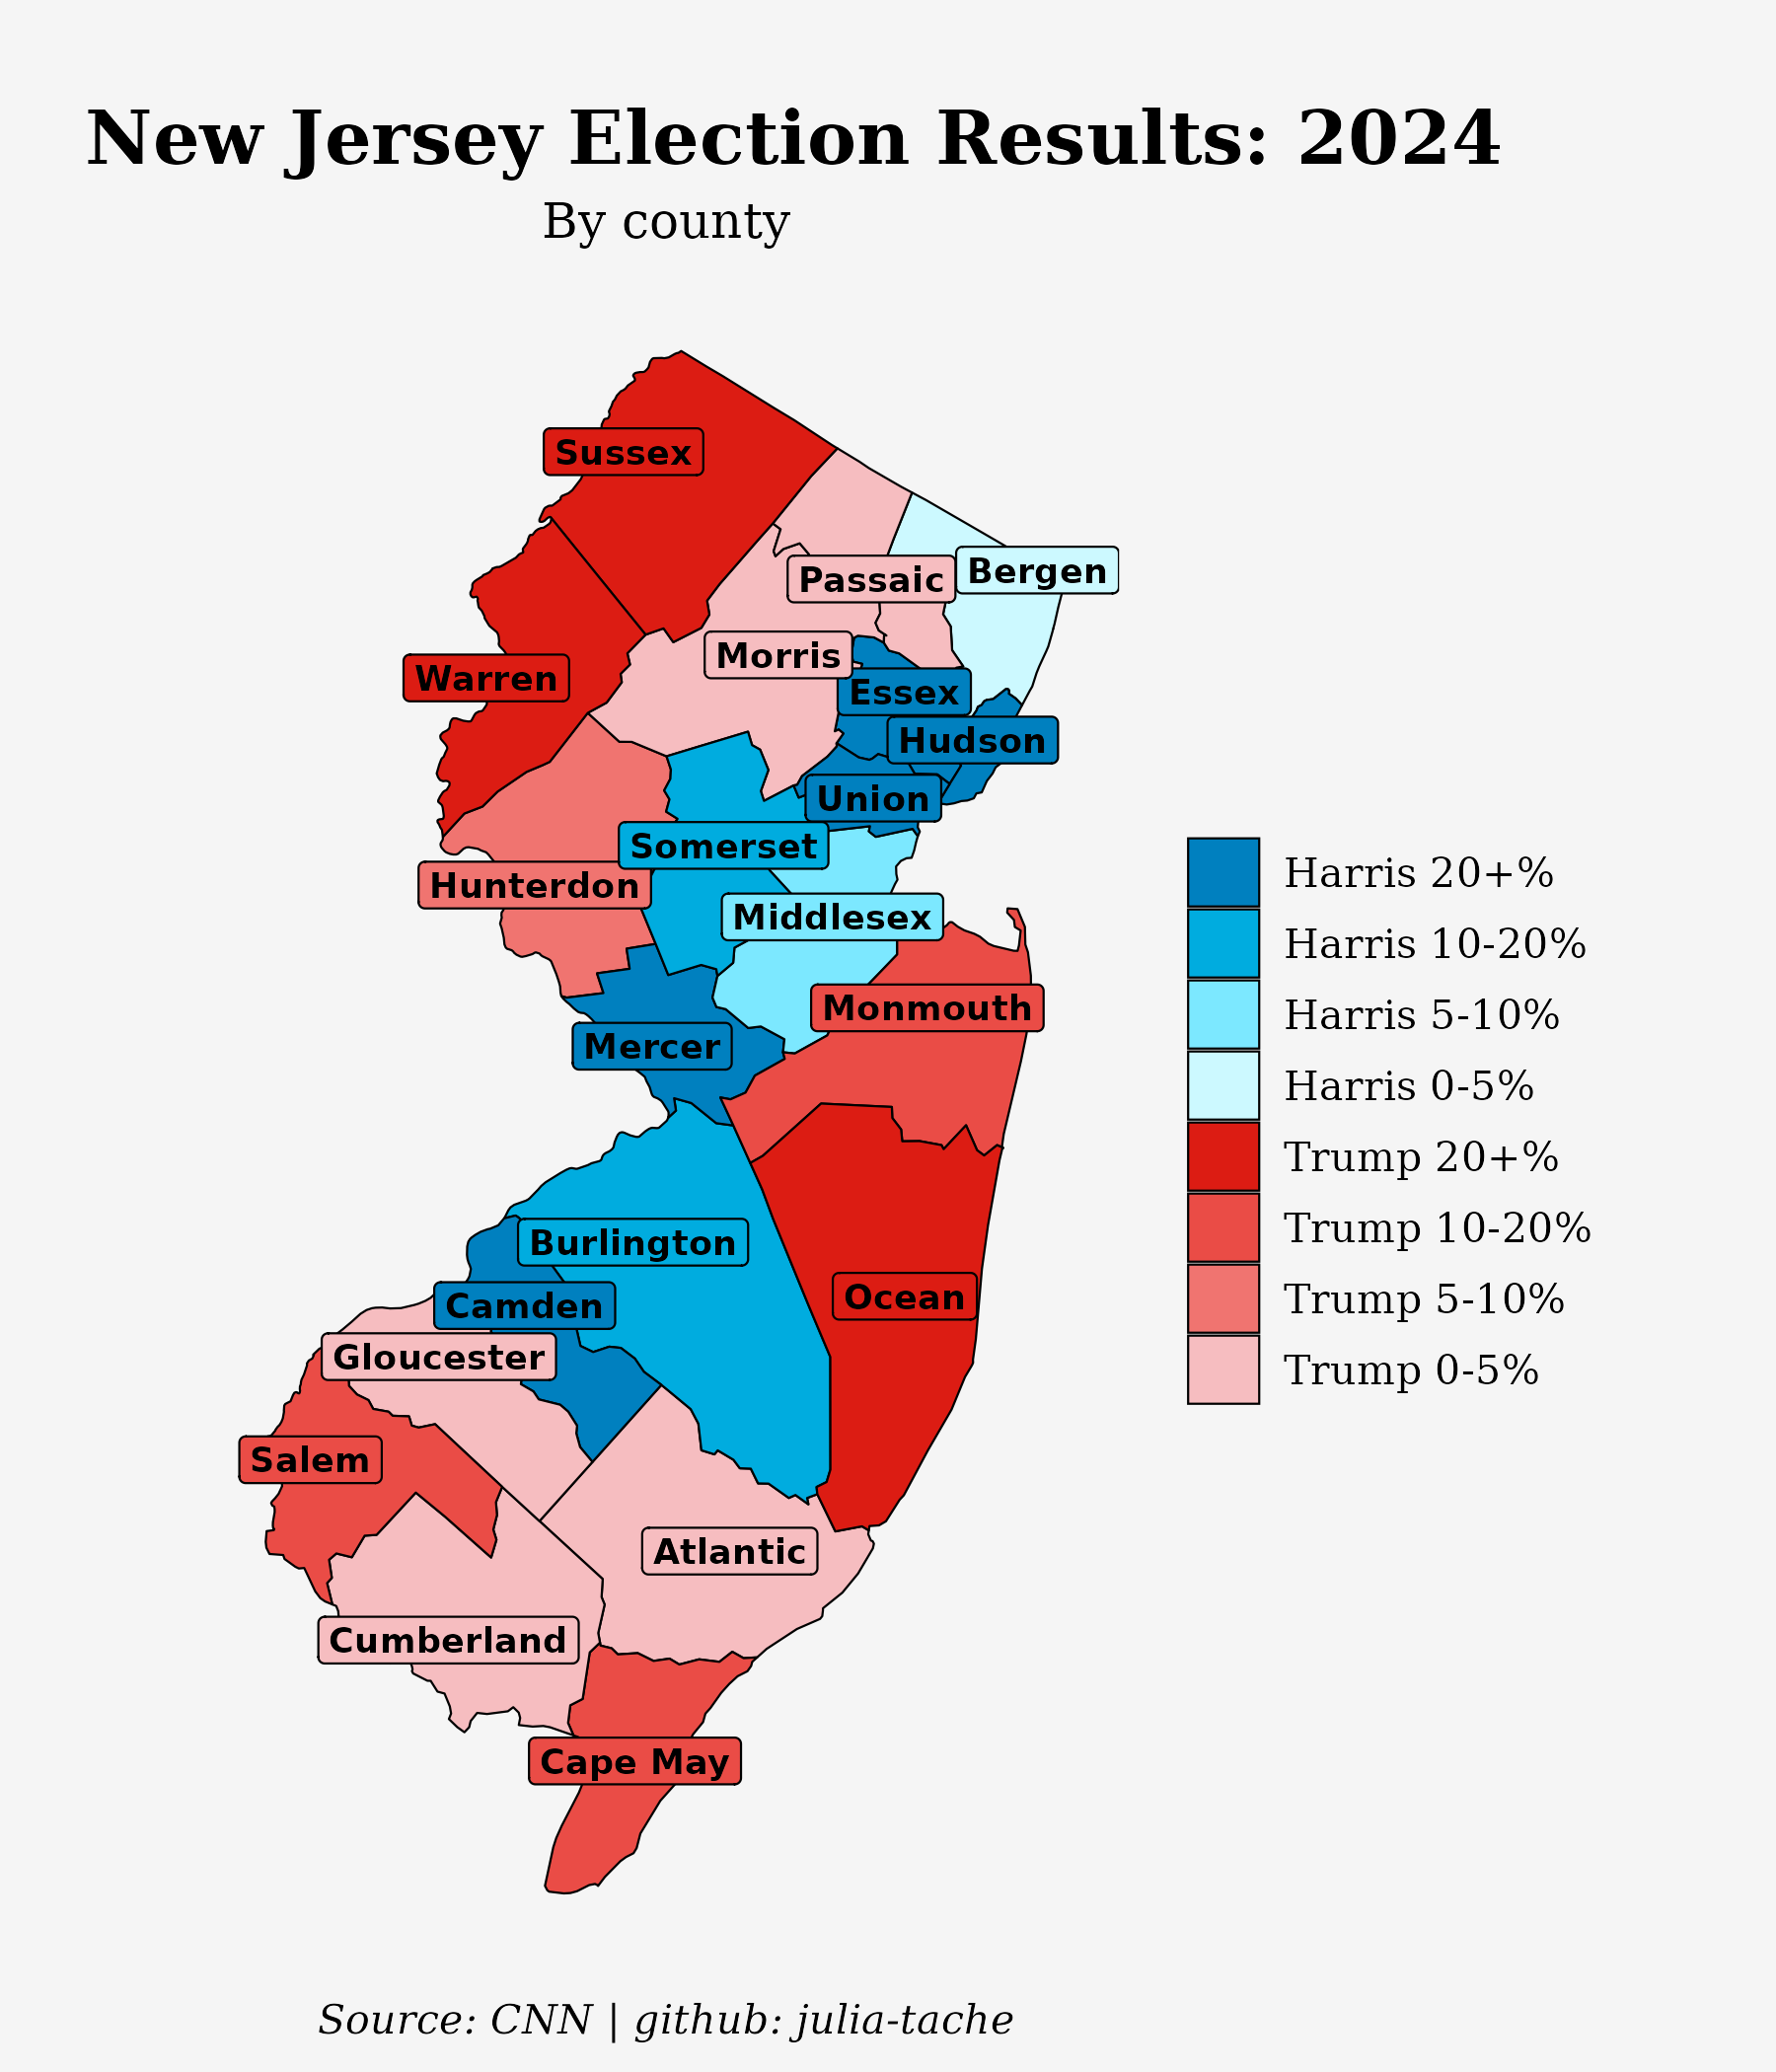 New Jersey Election Results: 2024
By county
Sussex
Bergen
Passaic
Morris
Warren
Essex
Hudson
Union
Somerset
Hunterdon
Middlesex
Monmouth
Mercer
Burlington
Ocean
Camden
Gloucester
Salem
Atlantic
Cumberland
Cape May
Harris 20+%
Harris 10-20%
Harris 5-10%
Harris 0-5%
Trump 20+%
Trump 10-20%
Trump 5-10%
Trump 0-5%
Source: CNN | github: julia-tache